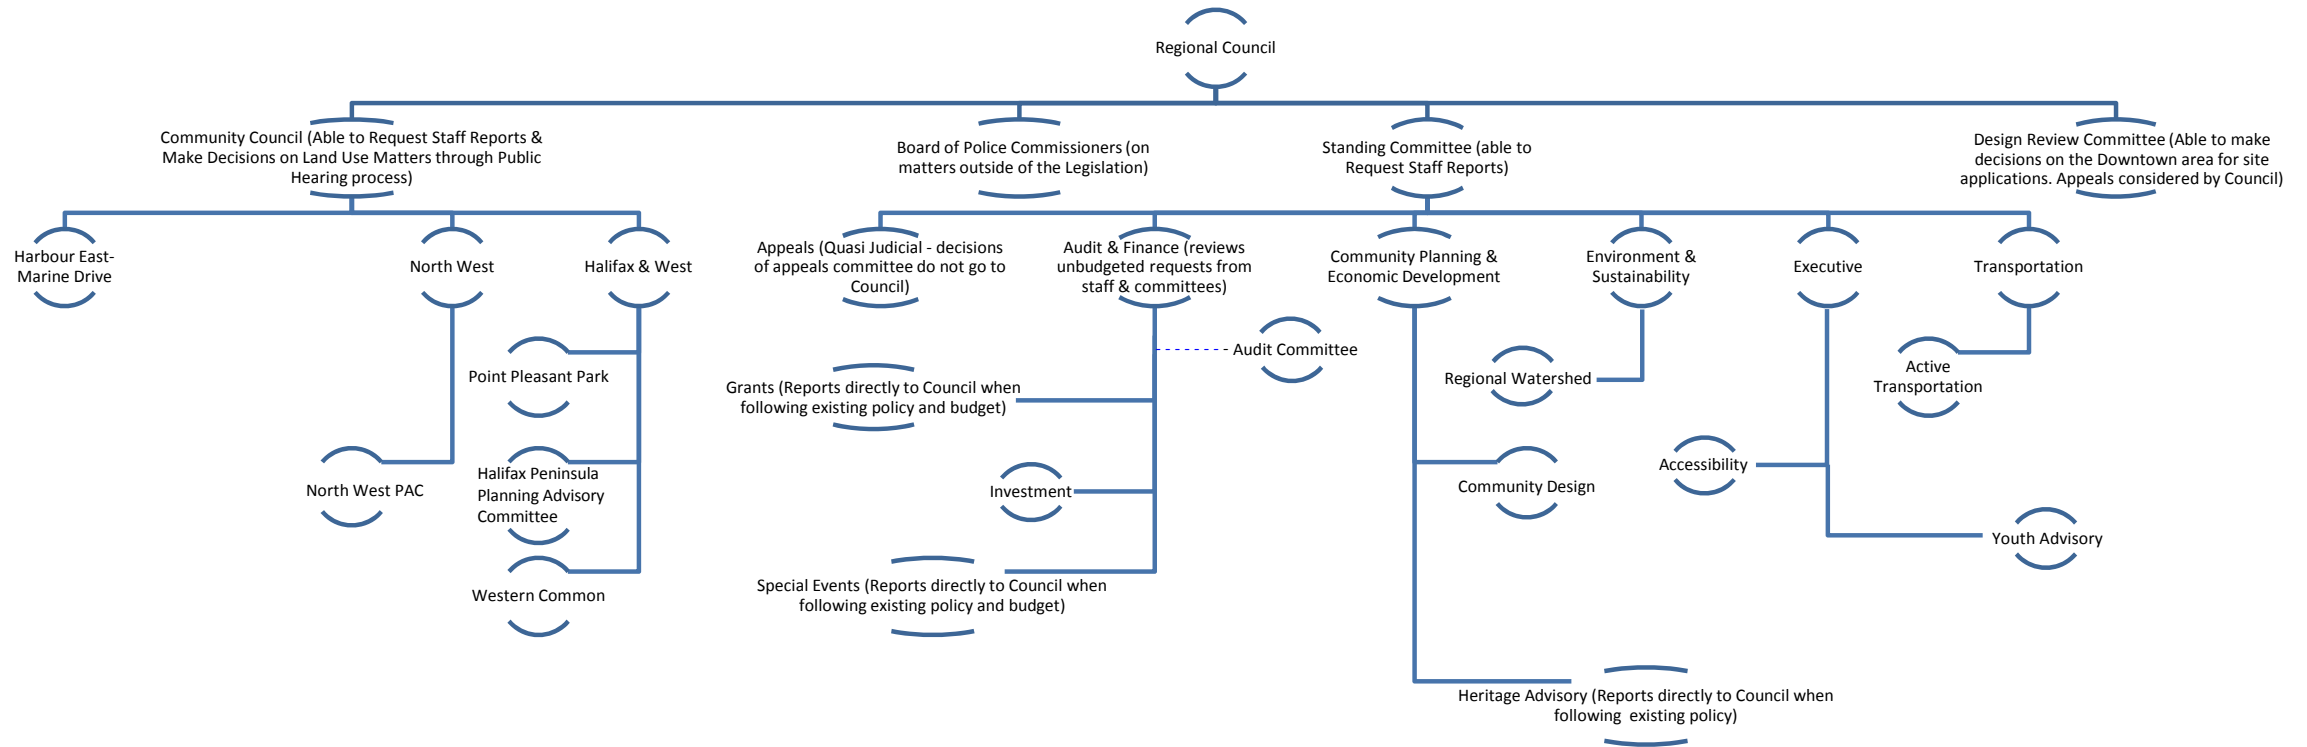 Regional Council
Community Council (Able to Request Staff Reports &
Make Decisions on Land Use Matters through Public
Hearing process)
Board of Police Commissioners (on
matters outside of the Legislation)
Standing Committee (able to
Request Staff Reports)
Design Review Committee (Able to make
decisions on the Downtown area for site
applications. Appeals considered by Council)
Harbour East-
Marine Drive
North West
Halifax & West
Appeals (Quasi Judicial - decisions
of appeals committee do not go to
Council)
Audit & Finance (reviews
unbudgeted requests from
staff & committees)
Community Planning &
Economic Development
Environment &
Sustainability
Executive
Transportation
Point Pleasant Park
Halifax Peninsula
Planning Advisory
Committee
Western Common
North West PAC
Audit Committee
Grants (Reports directly to Council when
following existing policy and budget)
Investment
Special Events (Reports directly to Council when
following existing policy and budget)
Regional Watershed
Community Design
Heritage Advisory (Reports directly to Council when
following  existing policy)
Accessibility
Youth Advisory
Active
Transportation